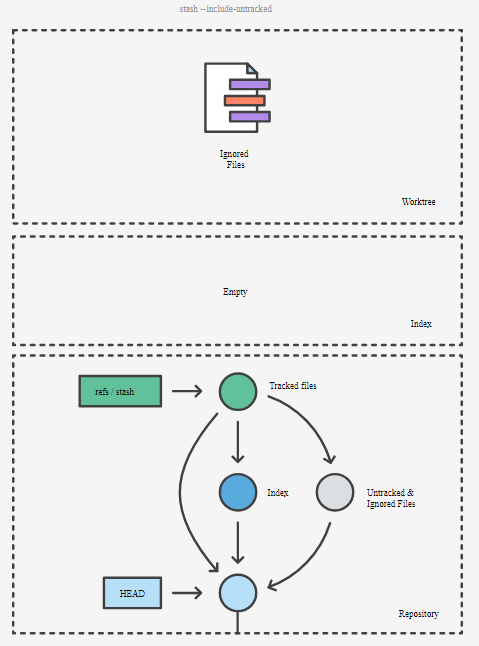 stash --include-untracked
Ignored
Files
Worktree
Empty
Index
refs / stash
Tracked files
Index
Untracked &
Ignored Files
HEAD
Repository